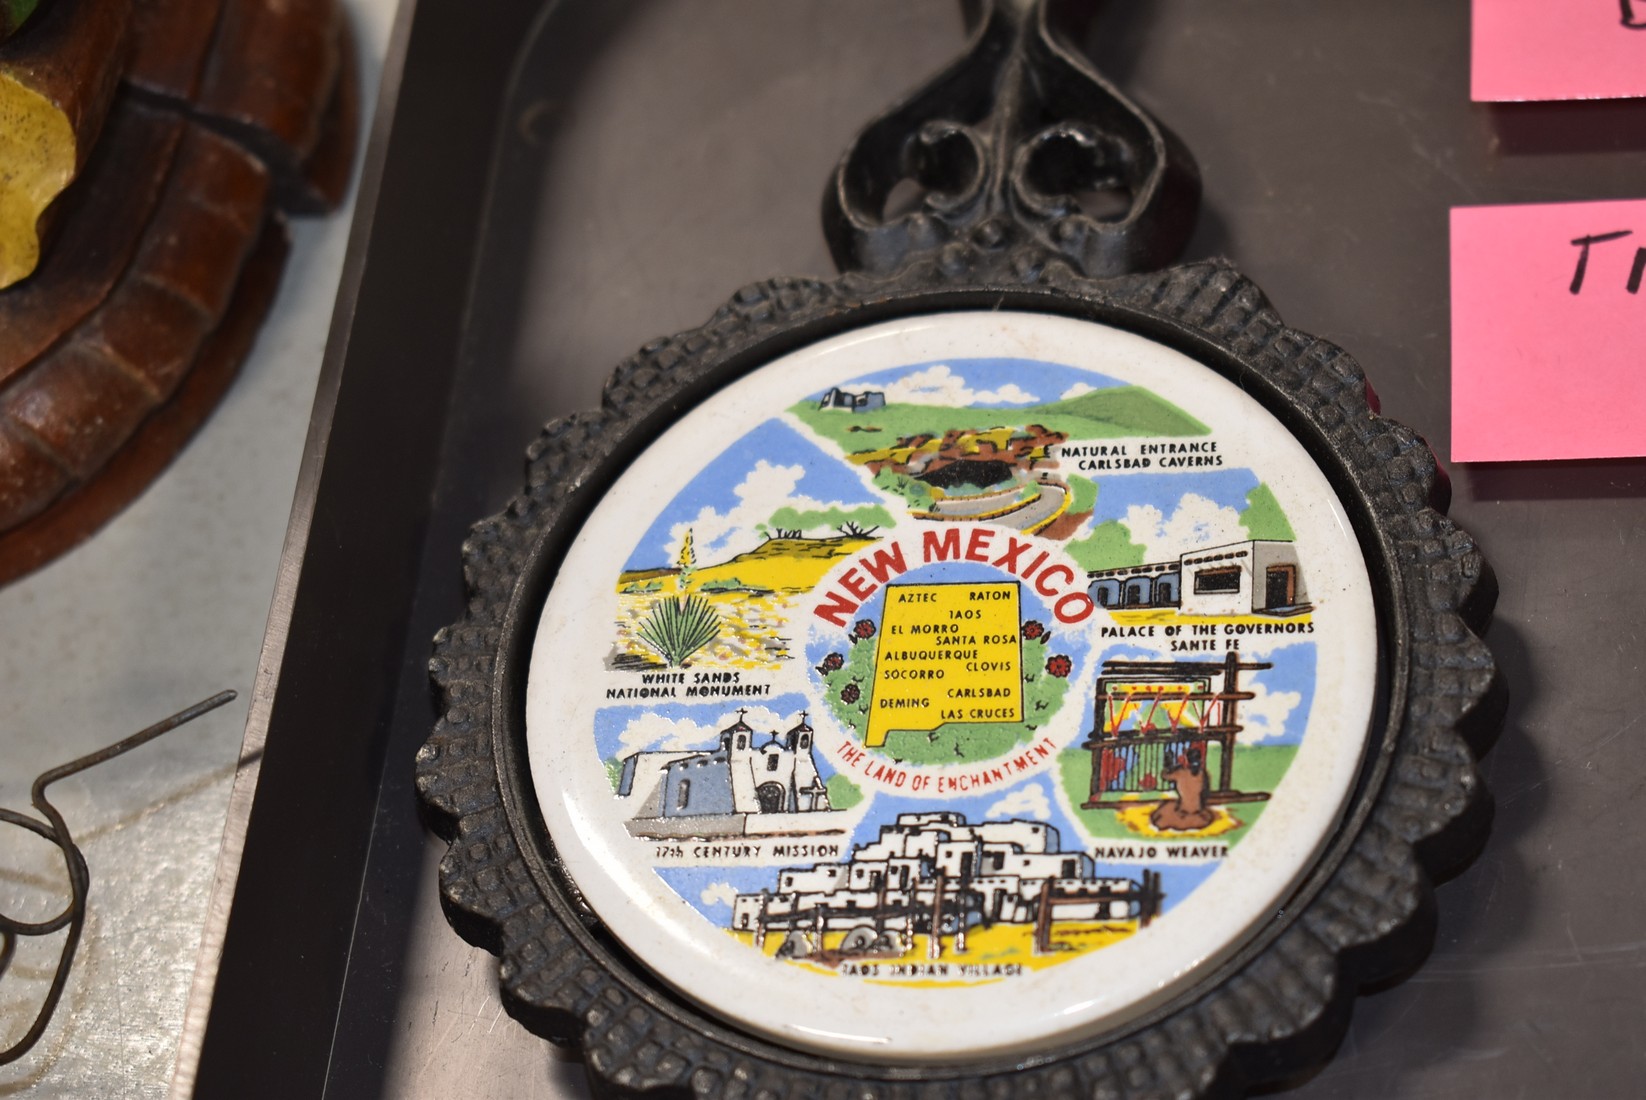 NATURAL ENTRANCE
CARLSBAD CAVERNS
NEW MEXICO
AZTEC RATON
TAOS
EL MORRO
SANTA ROSA
ALBUQUERQUE
CLOVIS
SOCORRO
CARLSBAD
DEMING
LAS CRUCES
THE LAND OF ENCHANTMENT
PALACE OF THE GOVERNORS
SANTE FE
WHITE SANDS
NATIONAL MONUMENT
17th CENTURY MISSION
NAVAJO WEAVER
TAOS INDIAN VILLAGE